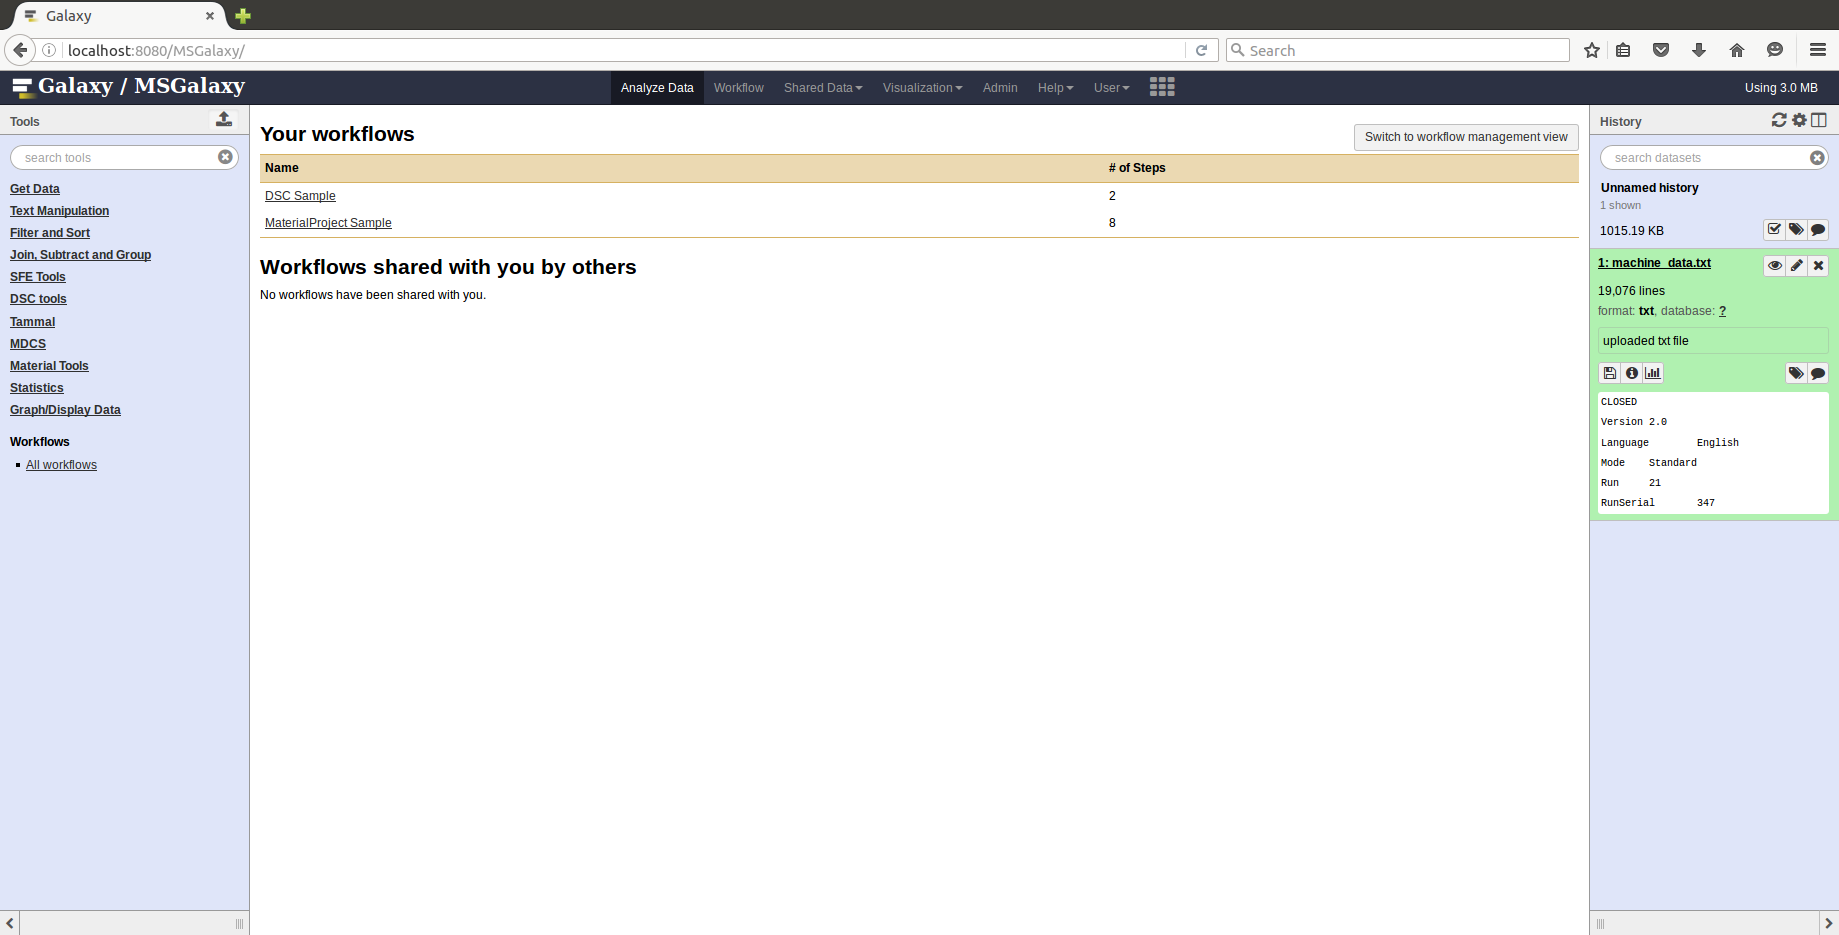 Galaxy
localhost:8080/MSGalaxy/
Search
Galaxy / MSGalaxy
Analyze Data
Workflow
Shared Data
Visualization
Admin
Help
User
Using 3.0 MB
Tools
search tools
Get Data
Text Manipulation
Filter and Sort
Join, Subtract and Group
SFE Tools
DSC tools
Tammal
MDCS
Material Tools
Statistics
Graph/Display Data
Workflows
All workflows
Your workflows
Switch to workflow management view
Name # of Steps
DSC Sample 2
MaterialProject Sample 8
Workflows shared with you by others
No workflows have been shared with you.
History
search datasets
Unnamed history
1 shown
1015.19 KB
1: machine_data.txt
19,076 lines
format: txt, database: ?
uploaded txt file
CLOSED
Version 2.0
Language English
Mode Standard
Run 21
RunSerial 347